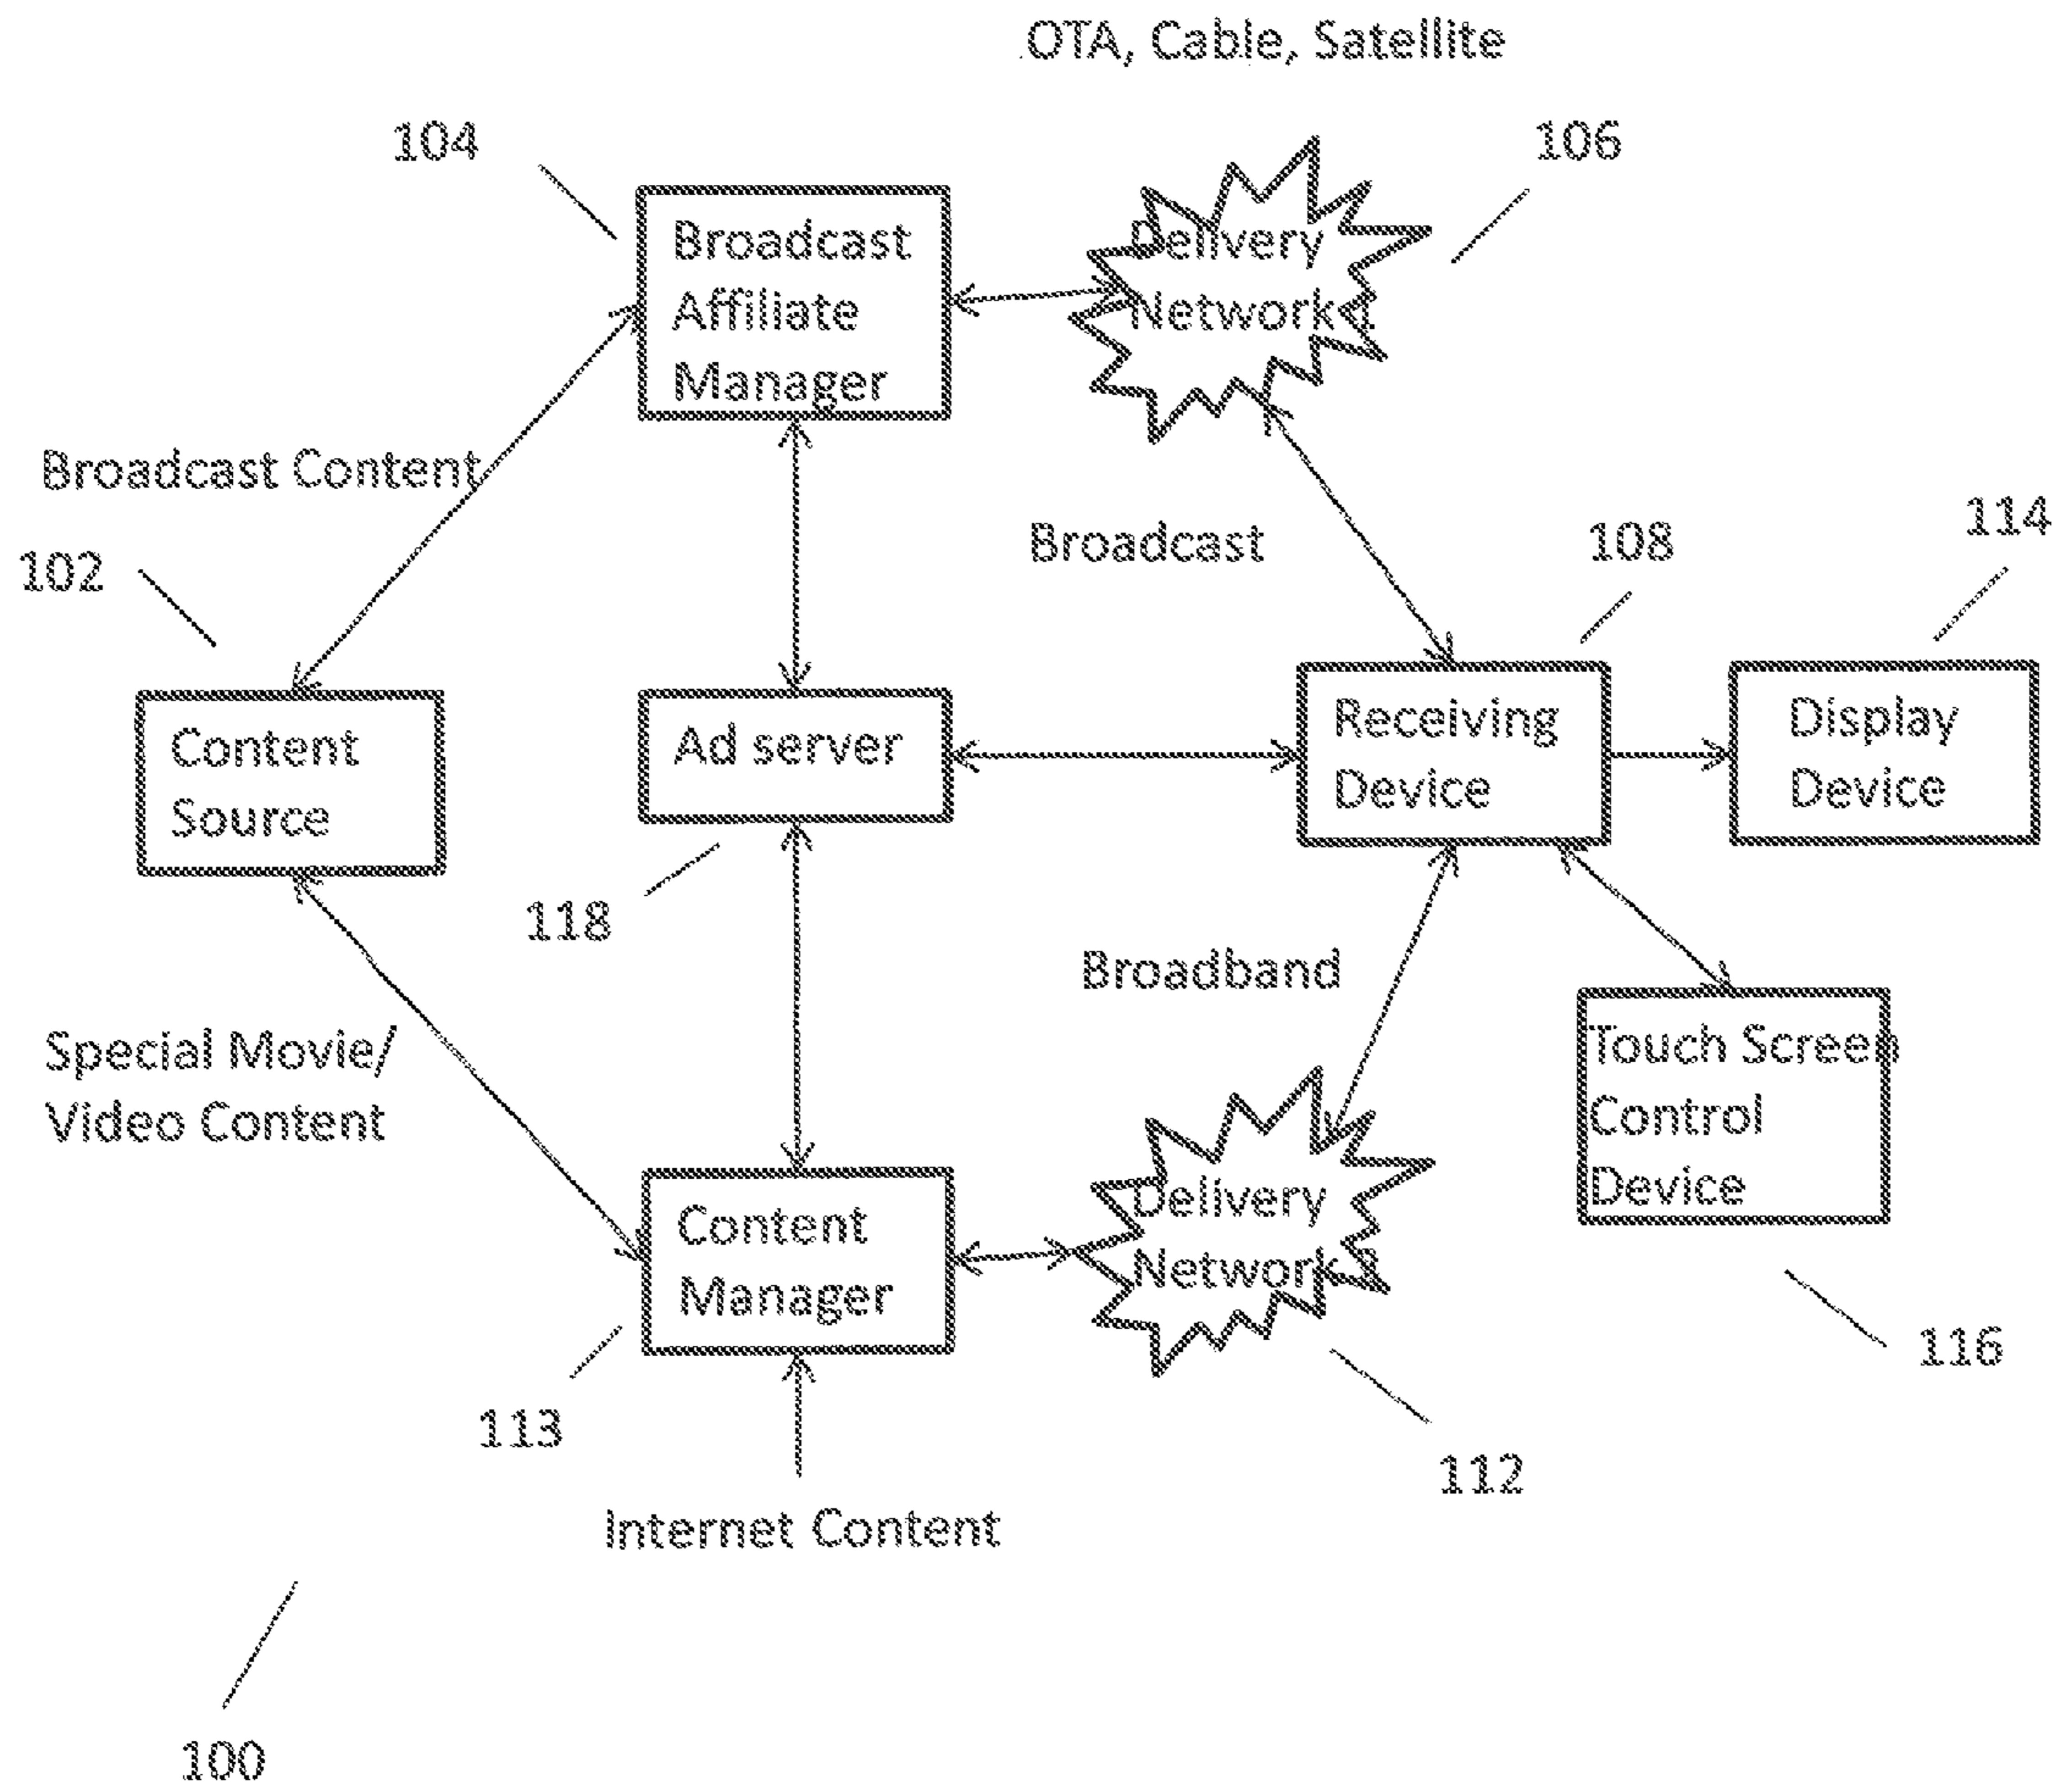 OTA, Cable, Satellite
104
106
Broadcast
Affiliate
Manager
Delivery
Network 1
Broadcast Content
Broadcast
102
108
114
Content
Source
Ad server
Receiving
Device
Display
Device
118
Broadband
Special Movie/
Video Content
Touch Screen
Control
Device
Content
Manager
Delivery
Network 2
113
116
112
Internet Content
100